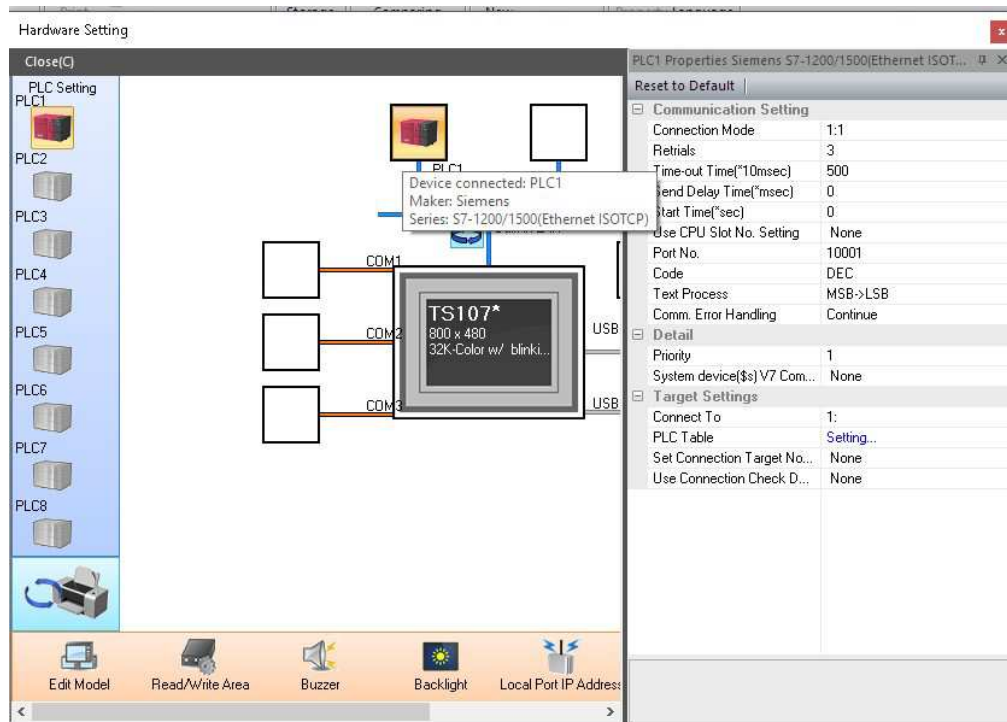 Hardware Setting
Close(C)
PLC Setting
PLC1
PLC2
PLC3
PLC4
PLC5
PLC6
PLC7
PLC8
PLC1
Device connected: PLC1
Maker: Siemens
Series: S7-1200/1500(Ethernet ISOTCP)
COM1
COM2
COM3
TS107*
800 x 480
32K-Color w/ blinki...
USB
USB
Edit Model
Read/Write Area
Buzzer
Backlight
Local Port IP Address
PLC1 Properties Siemens S7-1200/1500(Ethernet ISOT...
Reset to Default
Communication Setting
Connection Mode 1:1
Retrials 3
Time-out Time(*10msec) 500
Send Delay Time(*msec) 0
Start Time(*sec) 0
Use CPU Slot No. Setting None
Port No. 10001
Code DEC
Text Process MSB->LSB
Comm. Error Handling Continue
Detail
Priority 1
System device($s) V7 Com... None
Target Settings
Connect To 1:
PLC Table Setting...
Set Connection Target No... None
Use Connection Check D... None